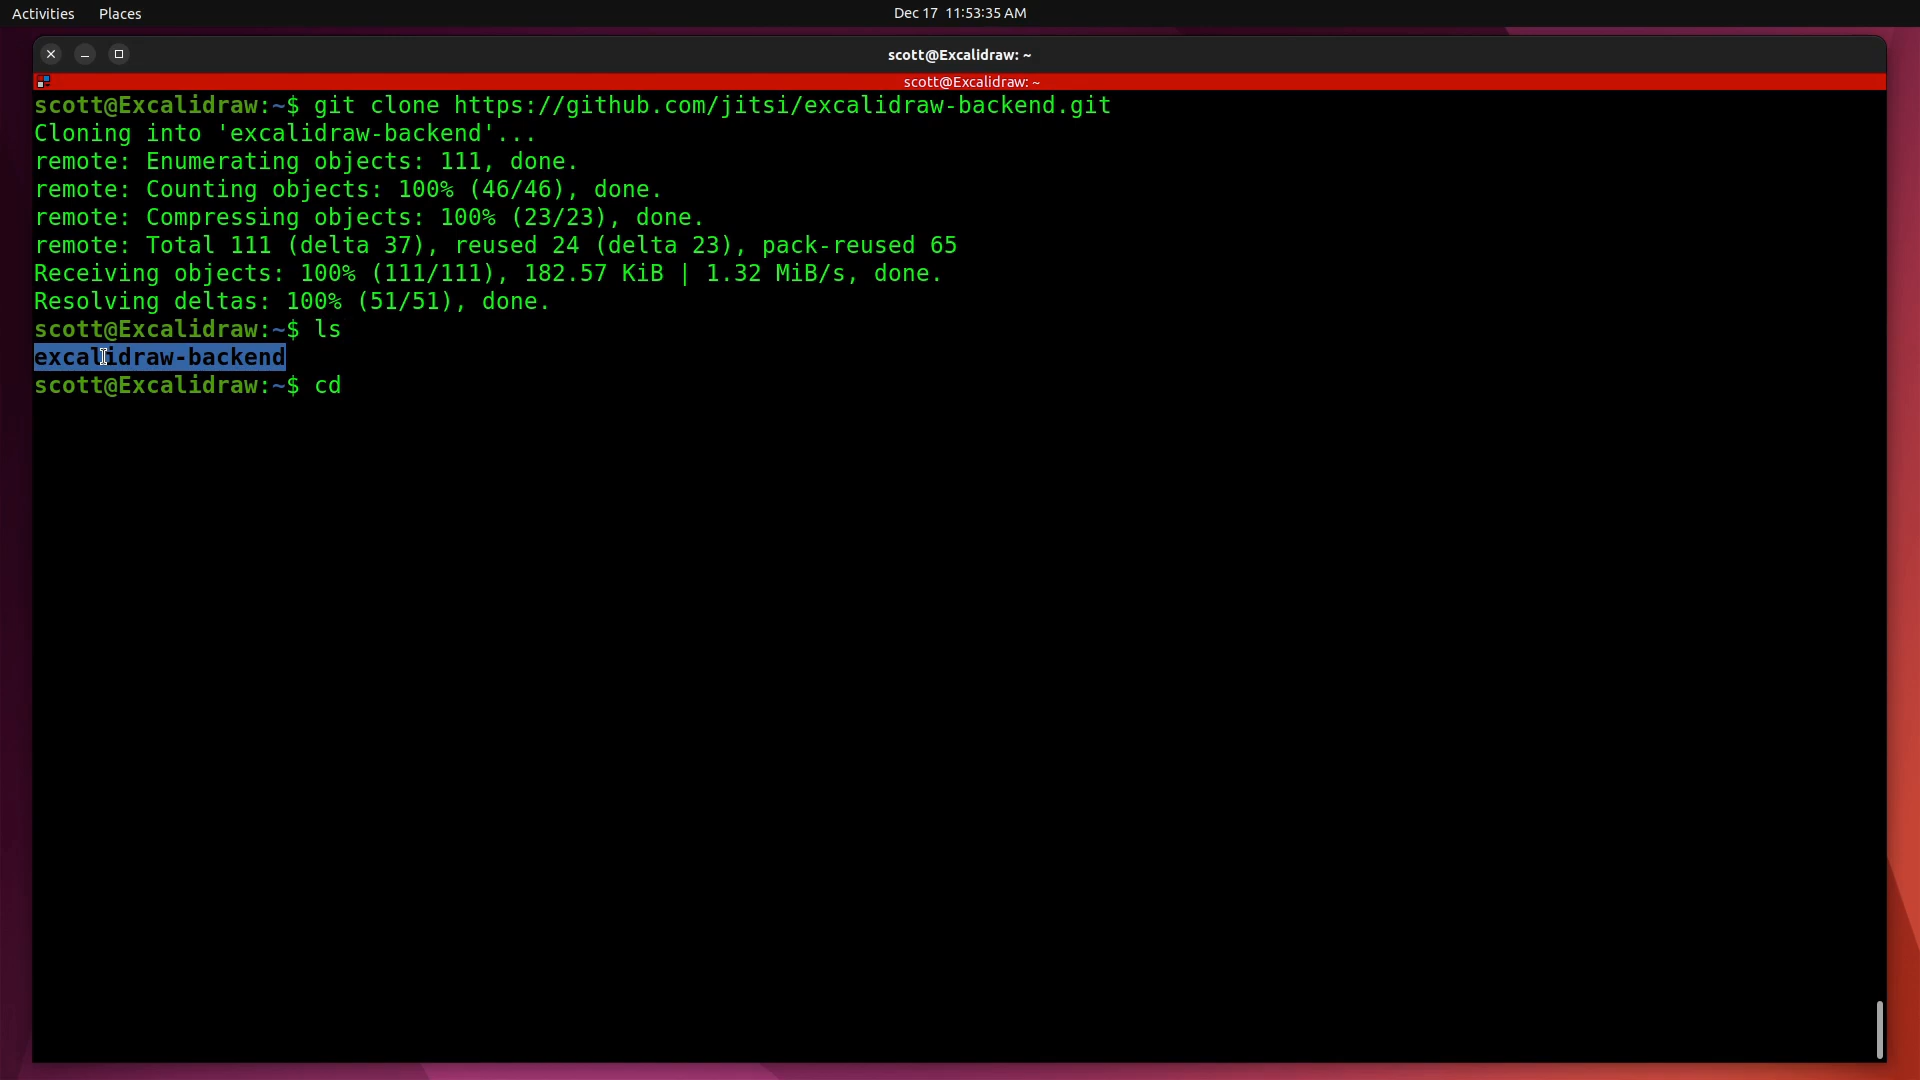 Activities Places Dec 17 11:53:35 AM
scott@Excalidraw: ~
scott@Excalidraw: ~
scott@Excalidraw:~$ git clone https://github.com/jitsi/excalidraw-backend.git
Cloning into 'excalidraw-backend'...
remote: Enumerating objects: 111, done.
remote: Counting objects: 100% (46/46), done.
remote: Compressing objects: 100% (23/23), done.
remote: Total 111 (delta 37), reused 24 (delta 23), pack-reused 65
Receiving objects: 100% (111/111), 182.57 KiB | 1.32 MiB/s, done.
Resolving deltas: 100% (51/51), done.
scott@Excalidraw:~$ ls
excalidraw-backend
scott@Excalidraw:~$ cd